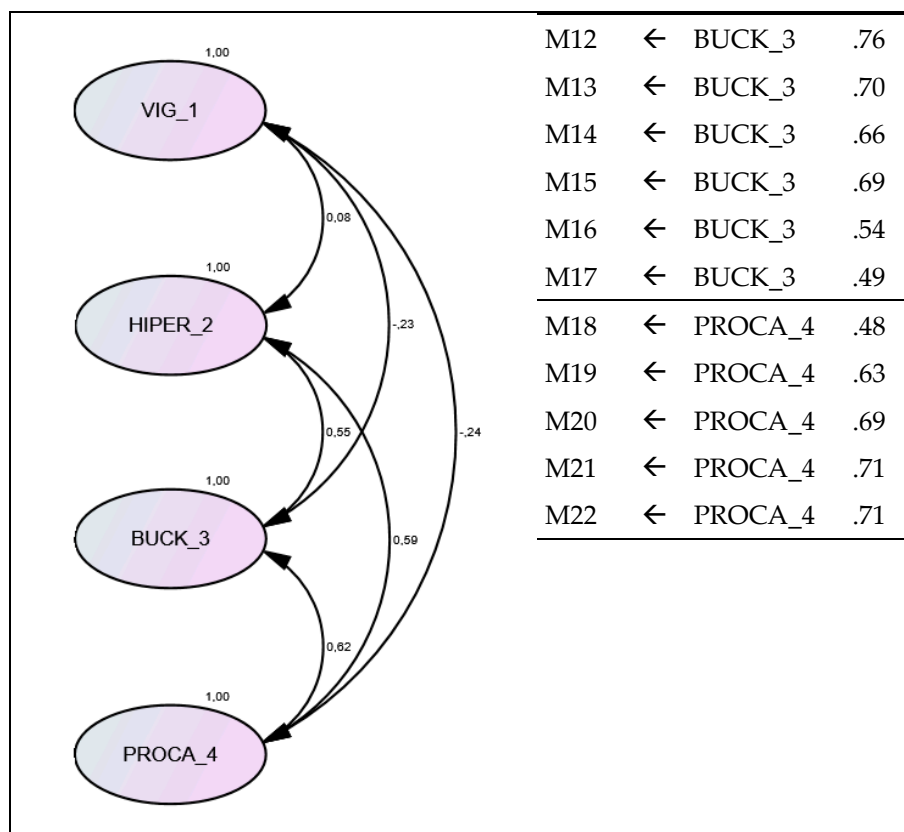 1,00
VIG_1
0,08
1,00
HIPER_2
-,23
0,55
-,24
1,00
BUCK_3
0,59
0,62
1,00
PROCA_4
M12 ← BUCK_3 .76
M13 ← BUCK_3 .70
M14 ← BUCK_3 .66
M15 ← BUCK_3 .69
M16 ← BUCK_3 .54
M17 ← BUCK_3 .49
M18 ← PROCA_4 .48
M19 ← PROCA_4 .63
M20 ← PROCA_4 .69
M21 ← PROCA_4 .71
M22 ← PROCA_4 .71